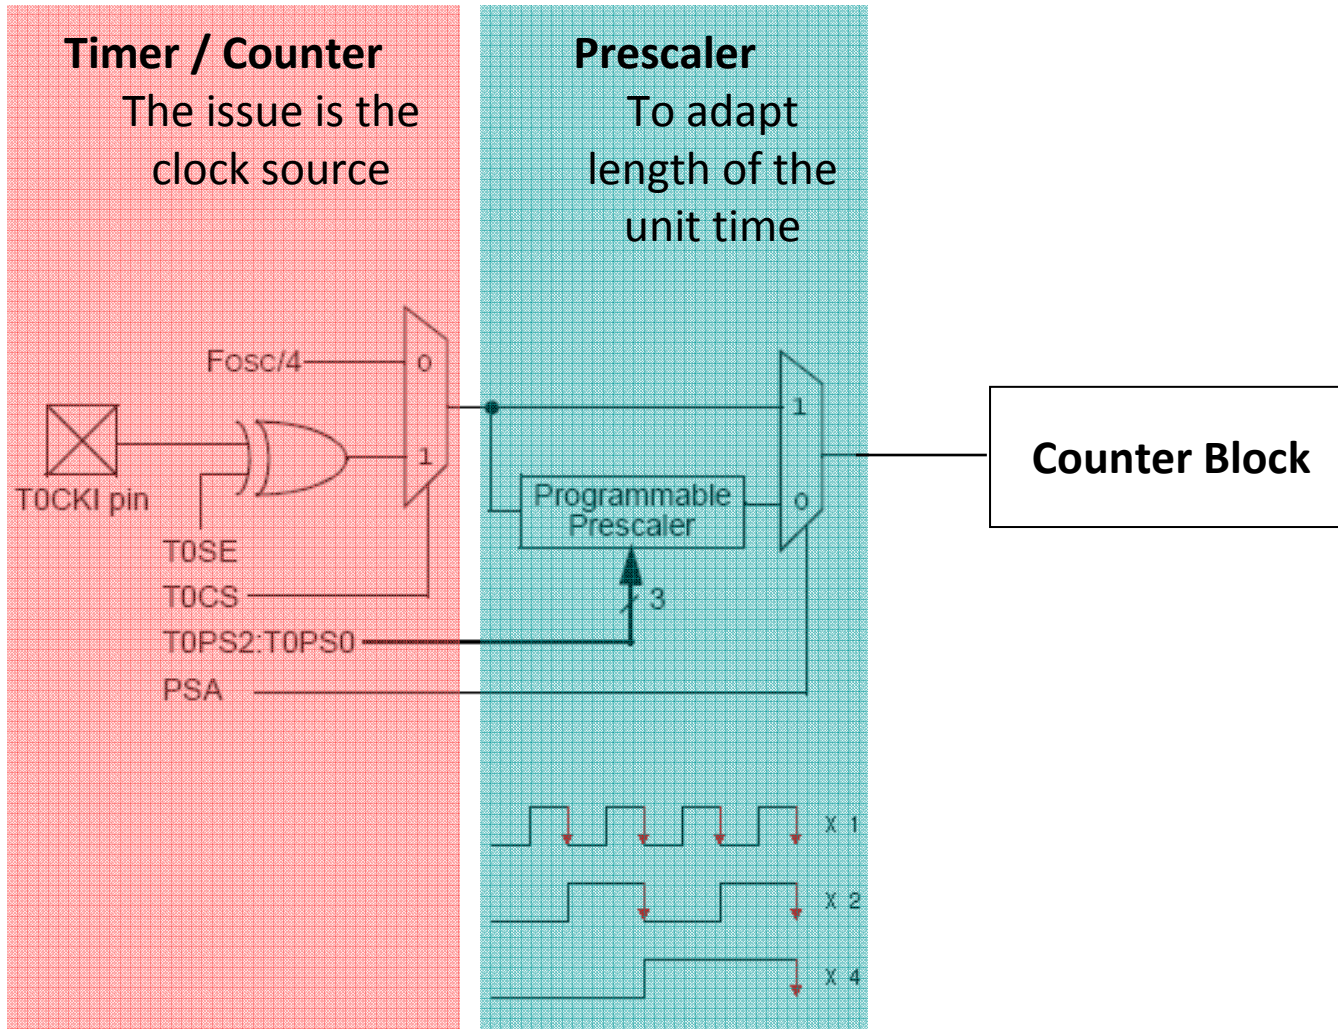 Timer / Counter
The issue is the
clock source
Prescaler
To adapt
length of the
unit time
Fosc/4
0
1
T0CKI pin
T0SE
T0CS
T0PS2:T0PS0
PSA
1
0
Programmable
Prescaler
3
Counter Block
X 1
X 2
X 4